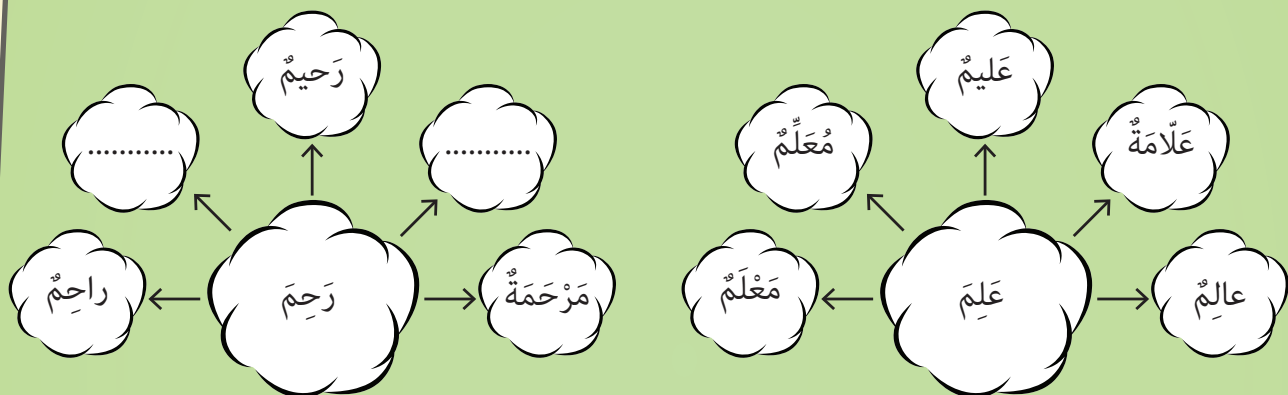 عَليمٌ
عَلّامَةٌ
مُعَلِّمٌ
عالِمٌ
عَلِمَ
مَعْلَمٌ
رَحيمٌ
...........
...........
مَرْحَمَةٌ
رَحِمَ
راحِمٌ